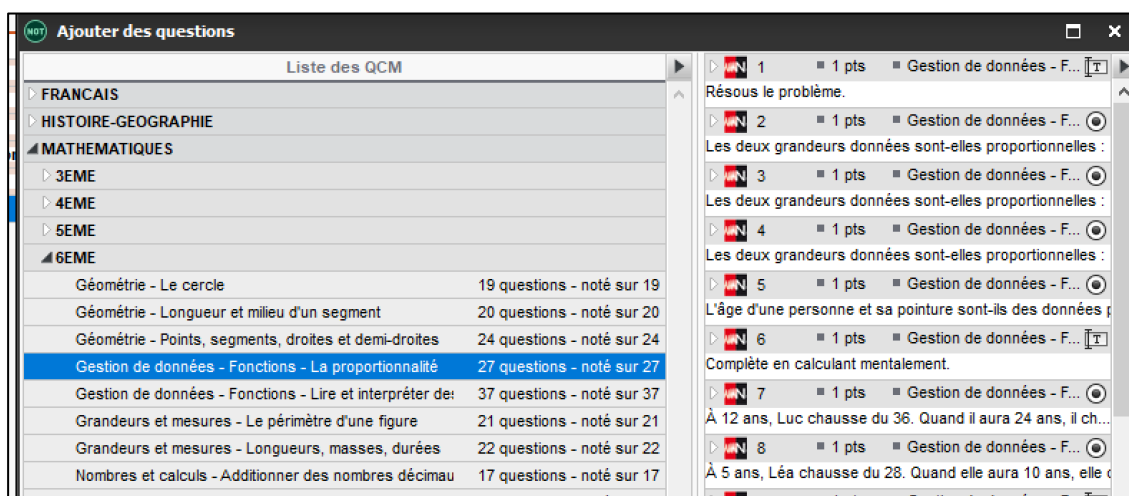 NOT Ajouter des questions
Liste des QCM
FRANCAIS
HISTOIRE-GEOGRAPHIE
MATHEMATIQUES
3EME
4EME
5EME
6EME
Géométrie - Le cercle 19 questions - noté sur 19
Géométrie - Longueur et milieu d'un segment 20 questions - noté sur 20
Géométrie - Points, segments, droites et demi-droites 24 questions - noté sur 24
Gestion de données - Fonctions - La proportionnalité 27 questions - noté sur 27
Gestion de données - Fonctions - Lire et interpréter 37 questions - noté sur 37
Grandeurs et mesures - Le périmètre d'une figure 21 questions - noté sur 21
Grandeurs et mesures - Longueurs, masses, durées 22 questions - noté sur 22
Nombres et calculs - Additionner des nombres décimau 17 questions - noté sur 17
1 1 pts Gestion de données - F... T
Résous le problème.
2 1 pts Gestion de données - F...
Les deux grandeurs données sont-elles proportionnelles :
3 1 pts Gestion de données - F...
Les deux grandeurs données sont-elles proportionnelles :
4 1 pts Gestion de données - F...
Les deux grandeurs données sont-elles proportionnelles :
5 1 pts Gestion de données - F...
L'âge d'une personne et sa pointure sont-ils des données
6 1 pts Gestion de données - F... T
Complète en calculant mentalement.
7 1 pts Gestion de données - F...
À 12 ans, Luc chausse du 36. Quand il aura 24 ans, il ch...
8 1 pts Gestion de données - F...
À 5 ans, Léa chausse du 28. Quand elle aura 10 ans, elle